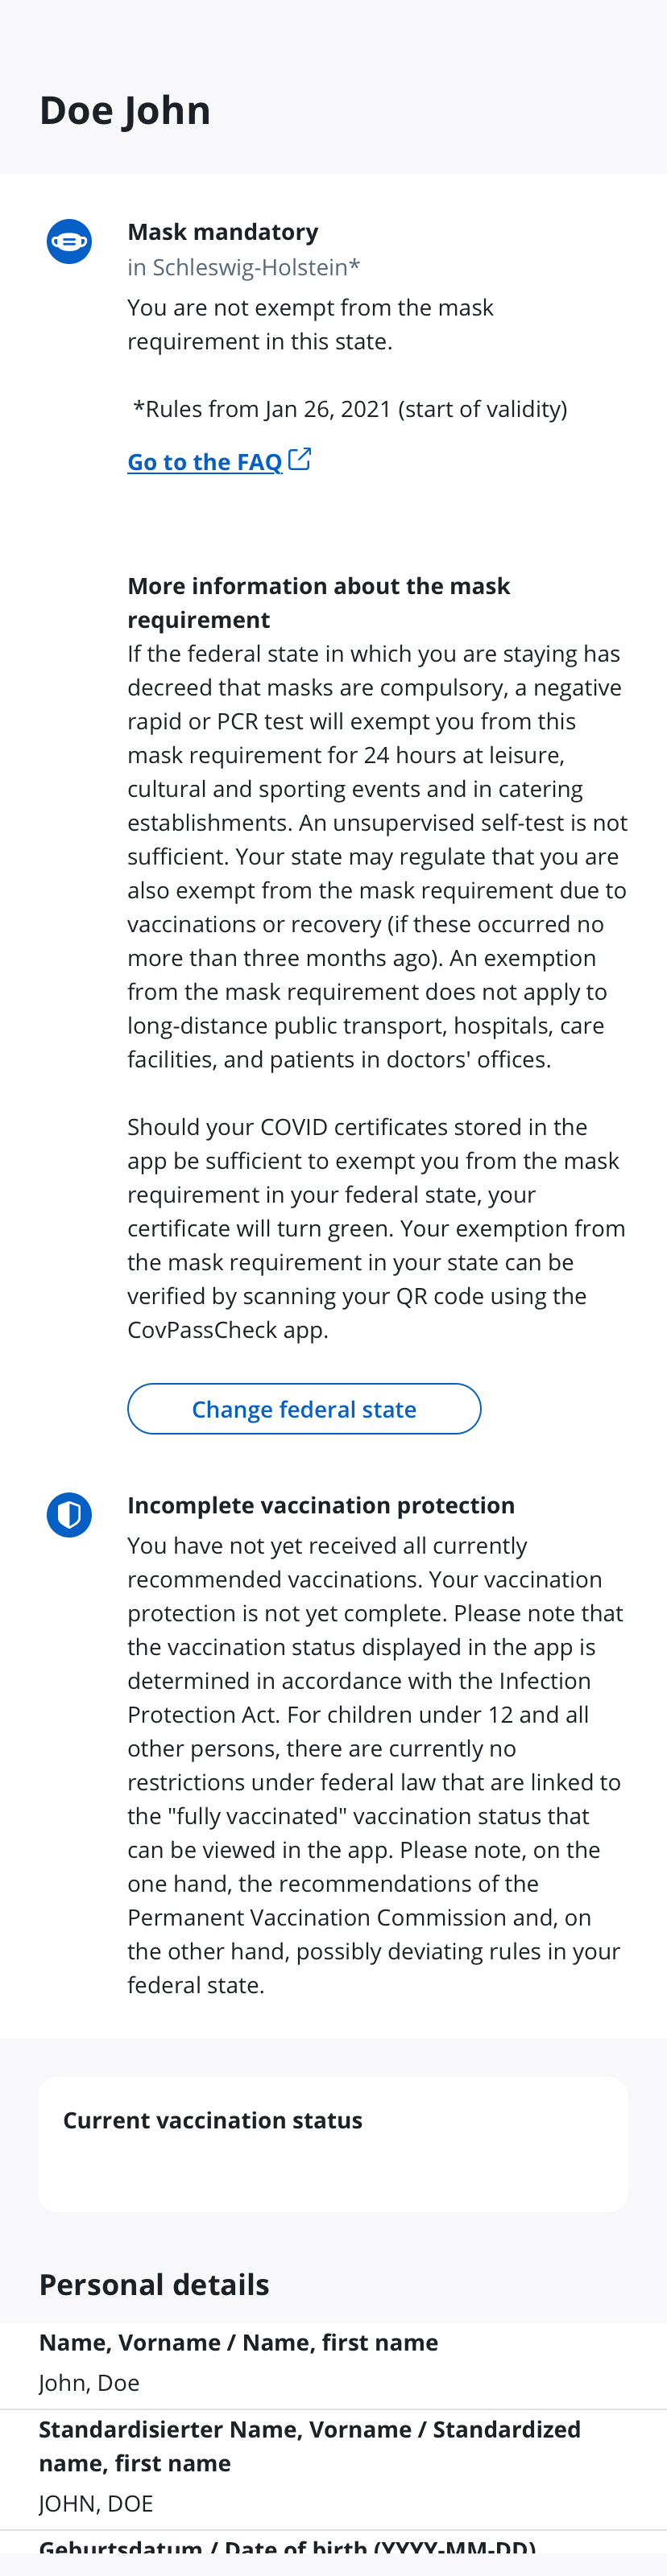 Doe John
Mask mandatory
in Schleswig-Holstein*
You are not exempt from the mask
requirement in this state.
*Rules from Jan 26, 2021 (start of validity)
Go to the FAQ
More information about the mask
requirement
If the federal state in which you are staying has
decreed that masks are compulsory, a negative
rapid or PCR test will exempt you from this
mask requirement for 24 hours at leisure,
cultural and sporting events and in catering
establishments. An unsupervised self-test is not
sufficient. Your state may regulate that you are
also exempt from the mask requirement due to
vaccinations or recovery (if these occurred no
more than three months ago). An exemption
from the mask requirement does not apply to
long-distance public transport, hospitals, care
facilities, and patients in doctors' offices.
Should your COVID certificates stored in the
app be sufficient to exempt you from the mask
requirement in your federal state, your
certificate will turn green. Your exemption from
the mask requirement in your state can be
verified by scanning your QR code using the
CovPassCheck app.
Change federal state
Incomplete vaccination protection
You have not yet received all currently
recommended vaccinations. Your vaccination
protection is not yet complete. Please note that
the vaccination status displayed in the app is
determined in accordance with the Infection
Protection Act. For children under 12 and all
other persons, there are currently no
restrictions under federal law that are linked to
the "fully vaccinated" vaccination status that
can be viewed in the app. Please note, on the
one hand, the recommendations of the
Permanent Vaccination Commission and, on
the other hand, possibly deviating rules in your
federal state.
Current vaccination status
Personal details
Name, Vorname / Name, first name
John, Doe
Standardisierter Name, Vorname / Standardized
name, first name
JOHN, DOE
Geburtsdatum / Date of birth (YYYY-MM-DD)